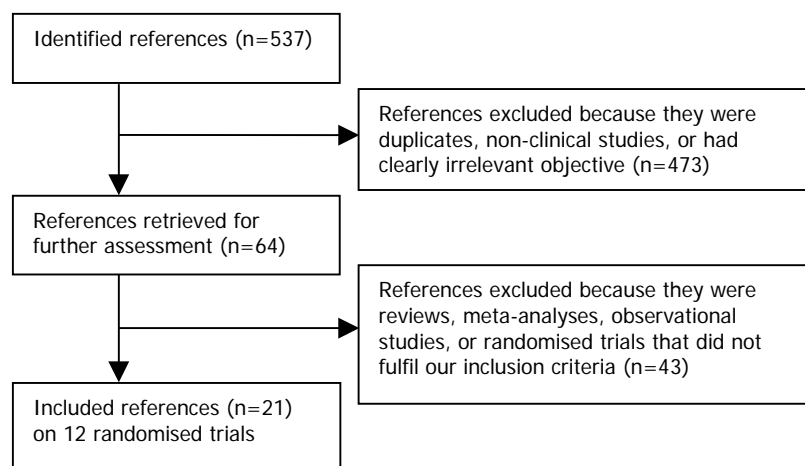 Identified references (n=537)
References excluded because they were
duplicates, non-clinical studies, or had
clearly irrelevant objective (n=473)
References retrieved for
further assessment (n=64)
References excluded because they were
reviews, meta-analyses, observational
studies, or randomised trials that did not
fulfil our inclusion criteria (n=43)
Included references (n=21)
on 12 randomised trials